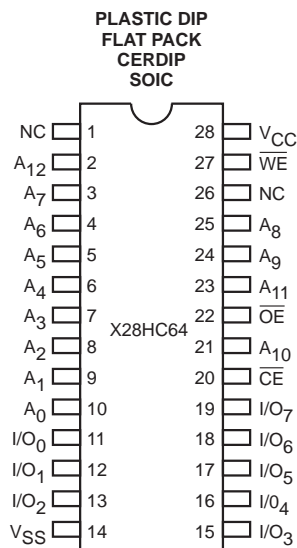 PLASTIC DIP
FLAT PACK
CERDIP
SOIC
NC 1 28 VCC
A12 2 27 WE
A7 3 26 NC
A6 4 25 A8
A5 5 24 A9
A4 6 23 A11
A3 7 22 OE
X28HC64
A2 8 21 A10
A1 9 20 CE
A0 10 19 I/O7
I/O0 11 18 I/O6
I/O1 12 17 I/O5
I/O2 13 16 I/04
VSS 14 15 I/O3